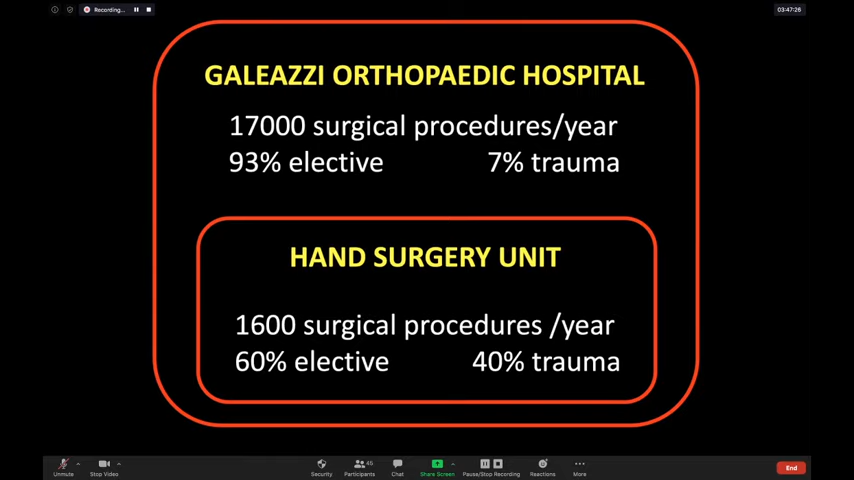 Recording...
03:47:26
GALEAZZI ORTHOPAEDIC HOSPITAL
17000 surgical procedures/year
93% elective 7% trauma
HAND SURGERY UNIT
1600 surgical procedures /year
60% elective 40% trauma
Unmute
Stop Video
Security
Participants
45
Chat
Share Screen
Pause/Stop Recording
Reactions
More
End